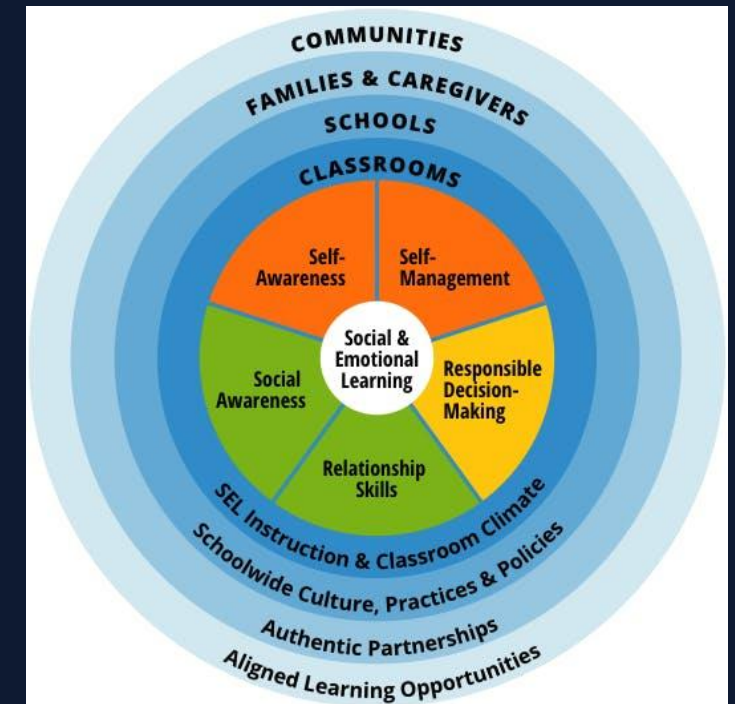 COMMUNITIES
FAMILIES & CAREGIVERS
SCHOOLS
CLASSROOMS
Self-
Awareness
Self-
Management
Social &
Emotional
Learning
Responsible
Decision-
Making
Social
Awareness
Relationship
Skills
SEL Instruction & Classroom Climate
Schoolwide Culture, Practices & Policies
Authentic Partnerships
Aligned Learning Opportunities